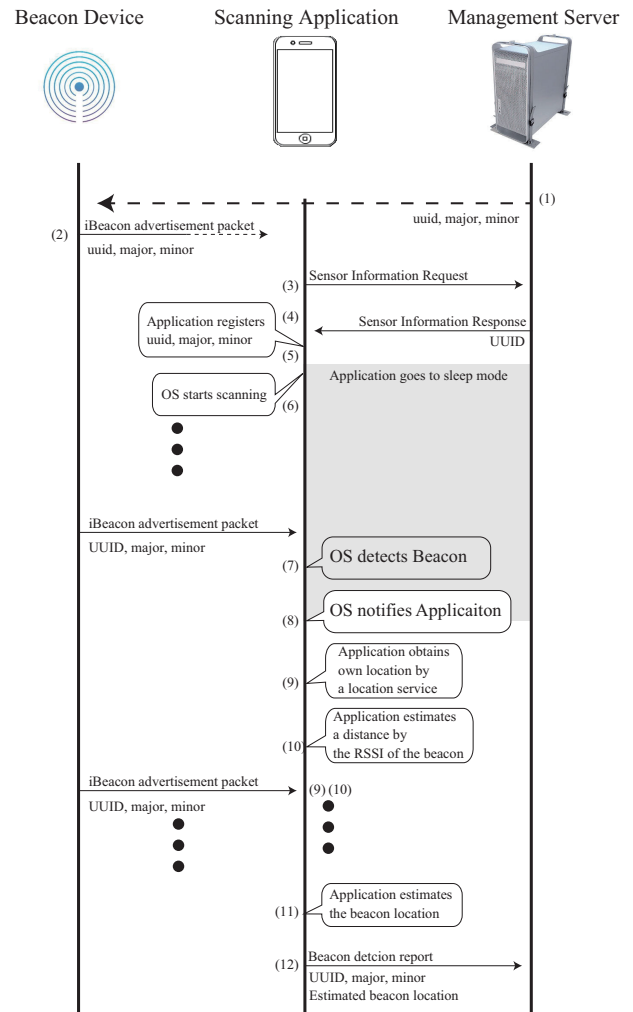 Beacon Device
Scanning Application
Management Server
(1)
uuid, major, minor
(2)
iBeacon advertisement packet
uuid, major, minor
(3)
Sensor Information Request
(4)
Application registers
uuid, major, minor
Sensor Information Response
UUID
(5)
Application goes to sleep mode
OS starts scanning
(6)
iBeacon advertisement packet
UUID, major, minor
OS detects Beacon
(7)
OS notifies Applicaiton
(8)
Application obtains
own location by
a location service
(9)
Application estimates
a distance by
the RSSI of the beacon
(10)
iBeacon advertisement packet
UUID, major, minor
(9) (10)
Application estimates
the beacon location
(11)
(12)
Beacon detcion report
UUID, major, minor
Estimated beacon location